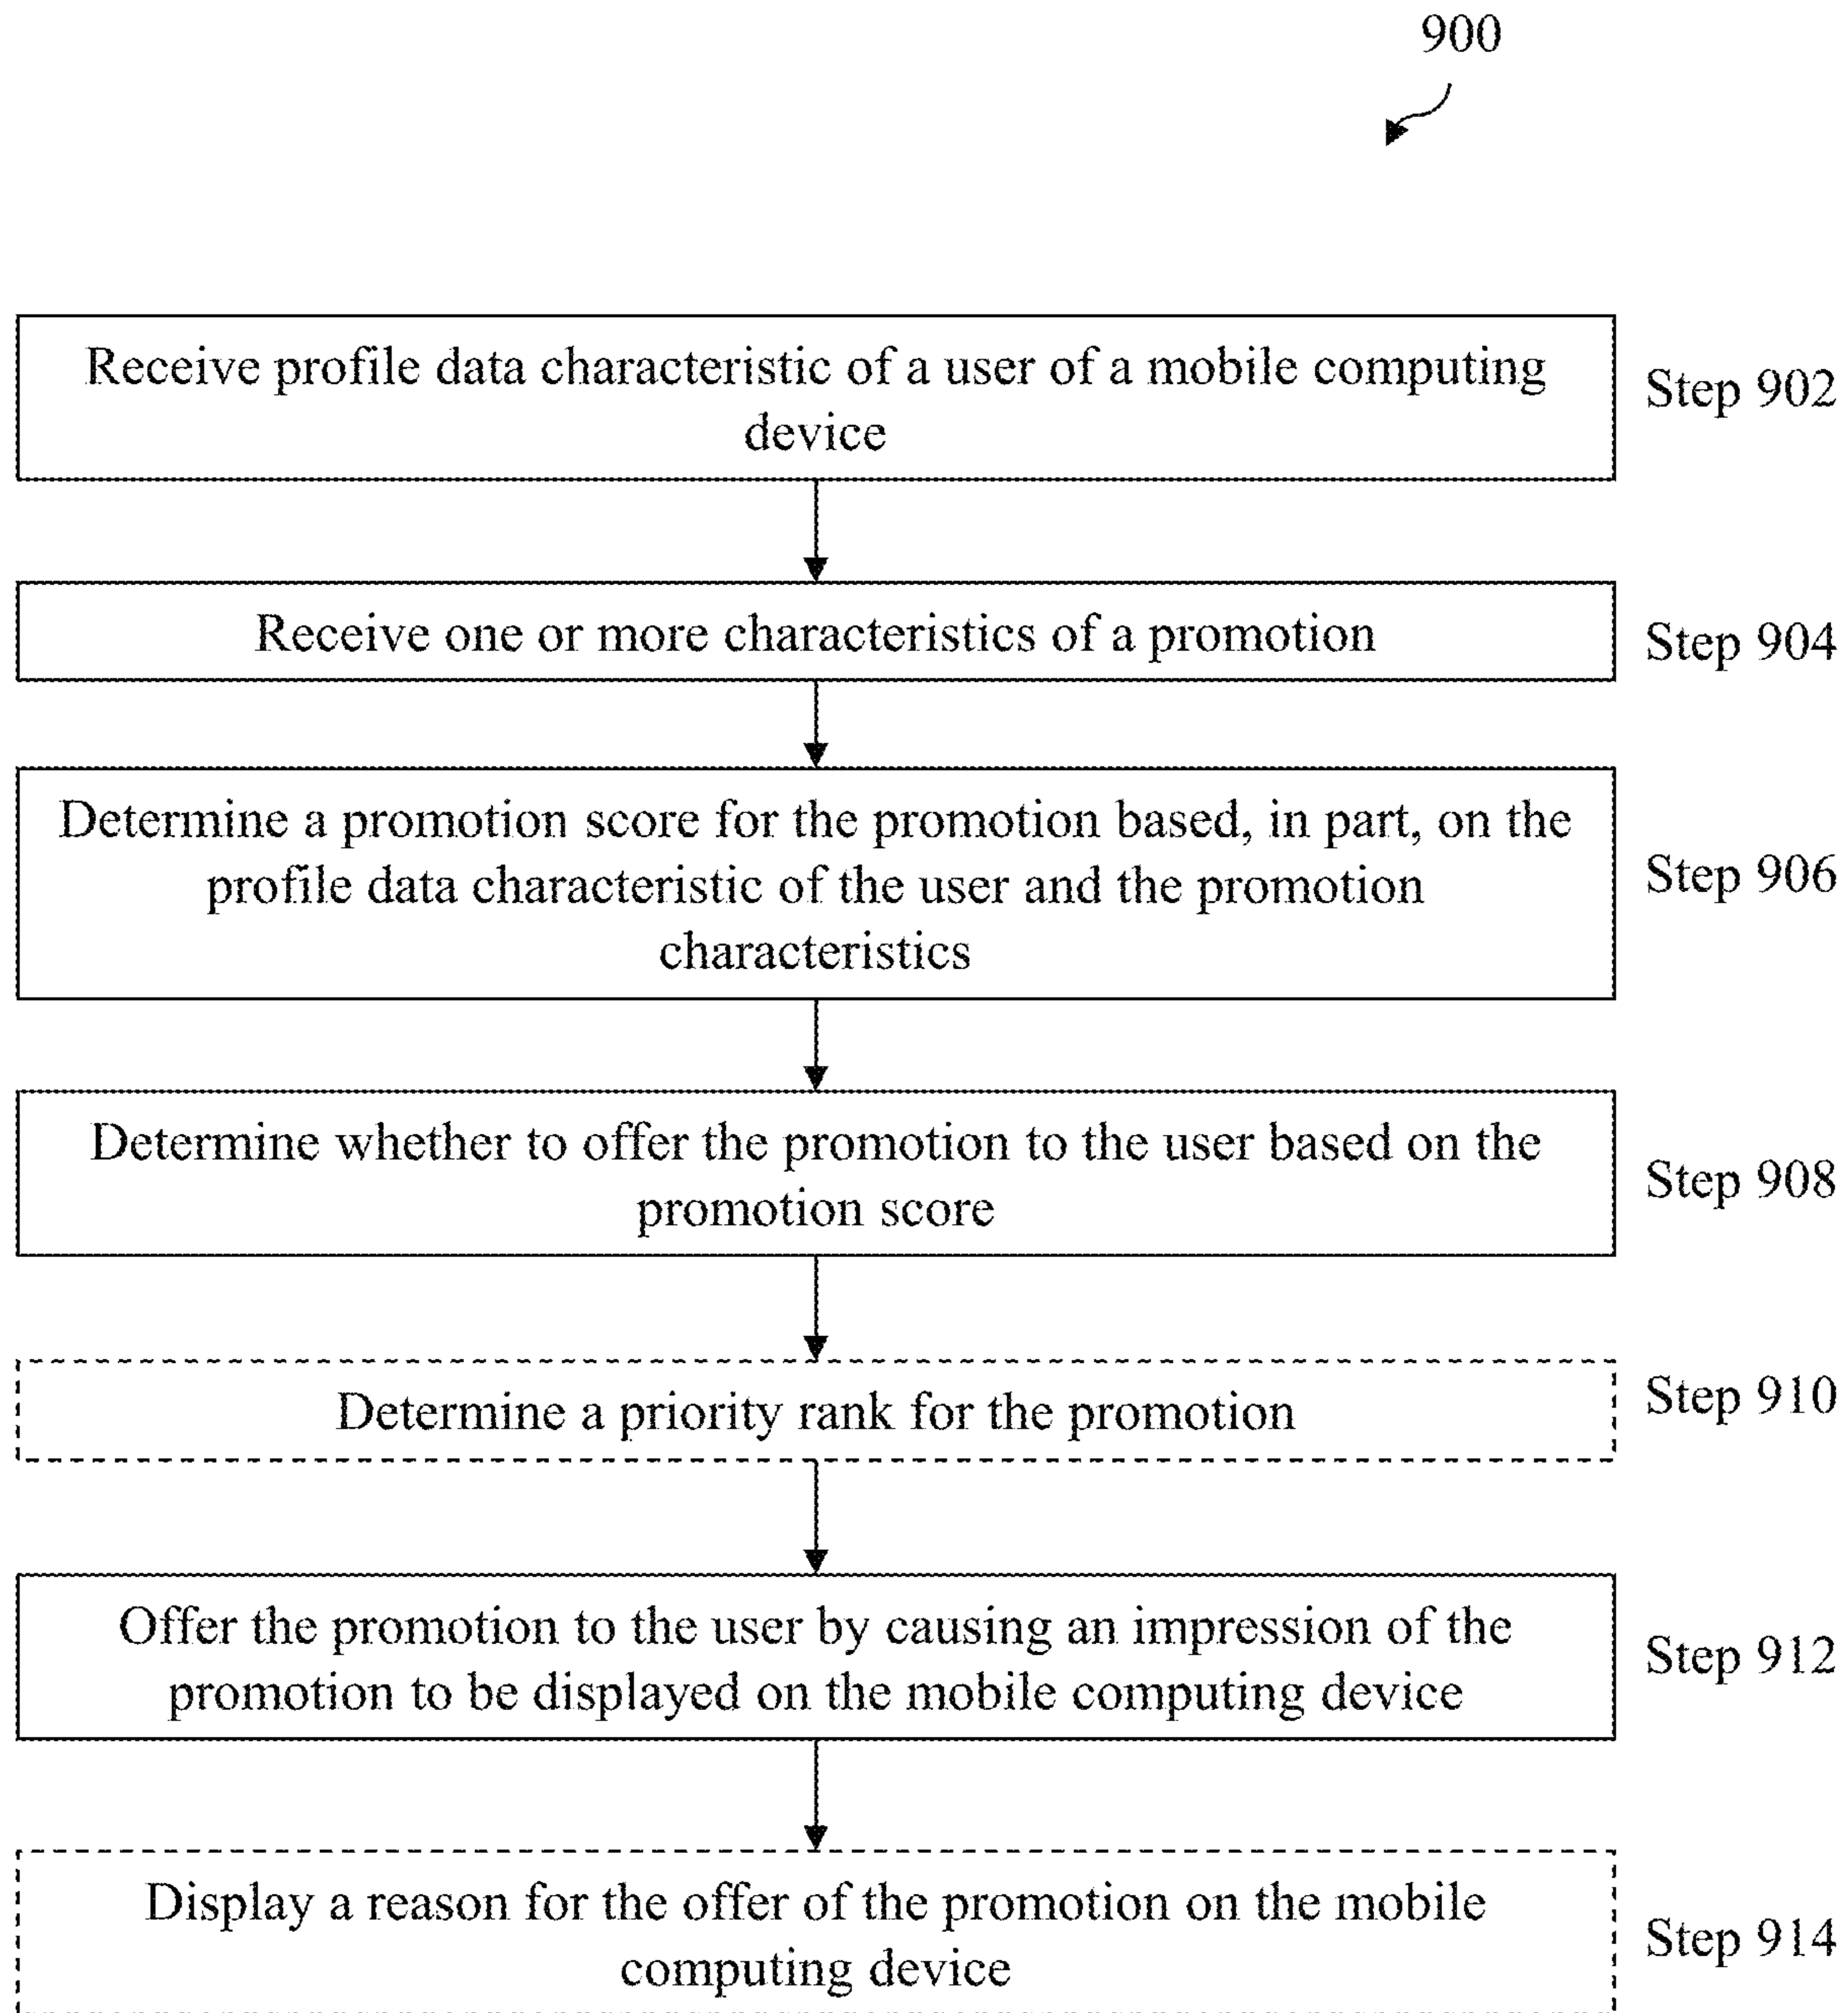 900
Receive profile data characteristic of a user of a mobile computing
device
Step 902
Receive one or more characteristics of a promotion
Step 904
Determine a promotion score for the promotion based, in part, on the
profile data characteristic of the user and the promotion
characteristics
Step 906
Determine whether to offer the promotion to the user based on the
promotion score
Step 908
Determine a priority rank for the promotion
Step 910
Offer the promotion to the user by causing an impression of the
promotion to be displayed on the mobile computing device
Step 912
Display a reason for the offer of the promotion on the mobile
computing device
Step 914